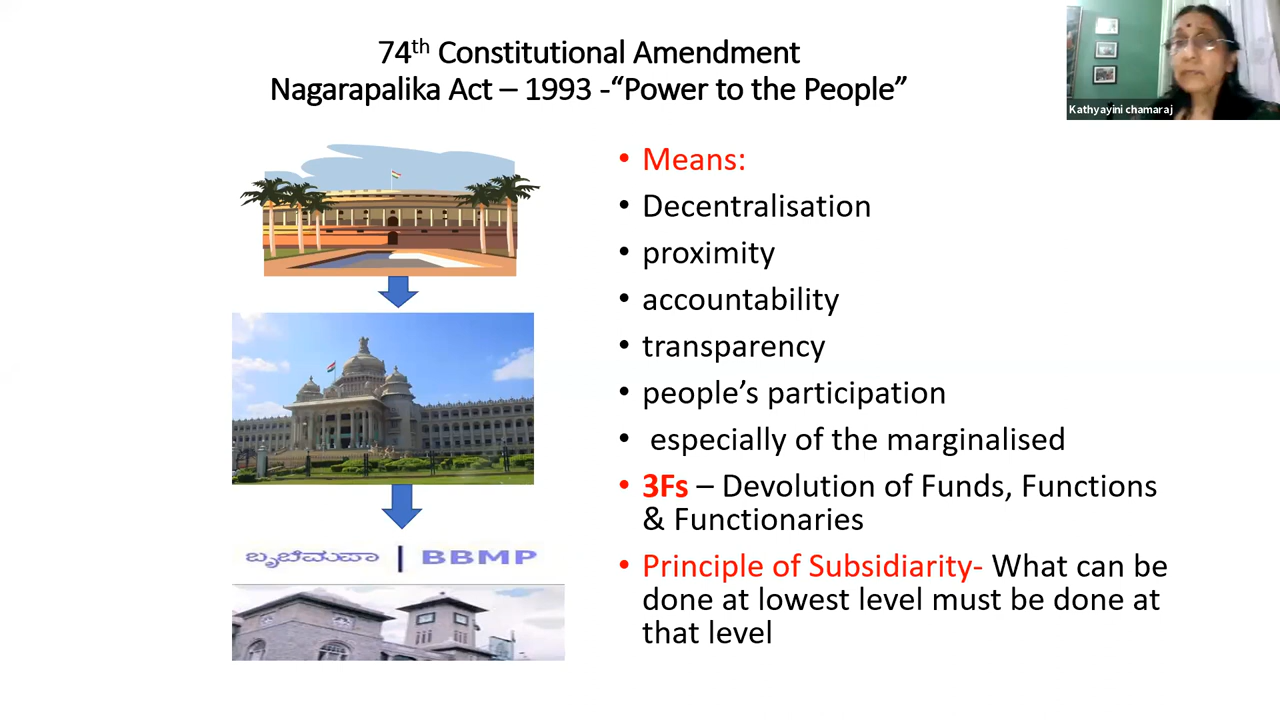 74th Constitutional Amendment
Nagarapalika Act – 1993 -“Power to the People”
Kathyayini chamaraj
• Means:
• Decentralisation
• proximity
• accountability
• transparency
• people’s participation
• especially of the marginalised
• 3Fs – Devolution of Funds, Functions
& Functionaries
• Principle of Subsidiarity- What can be
done at lowest level must be done at
that level
ಬೃಬೆಮಪಾ | BBMP